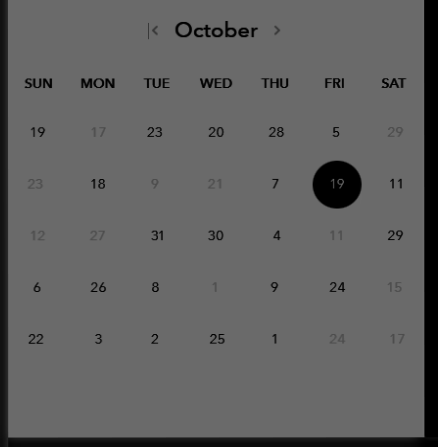 < October >
SUN MON TUE WED THU FRI SAT
19 17 23 20 28 5 29
23 18 9 21 7 19 11
12 27 31 30 4 11 29
6 26 8 1 9 24 15
22 3 2 25 1 24 17